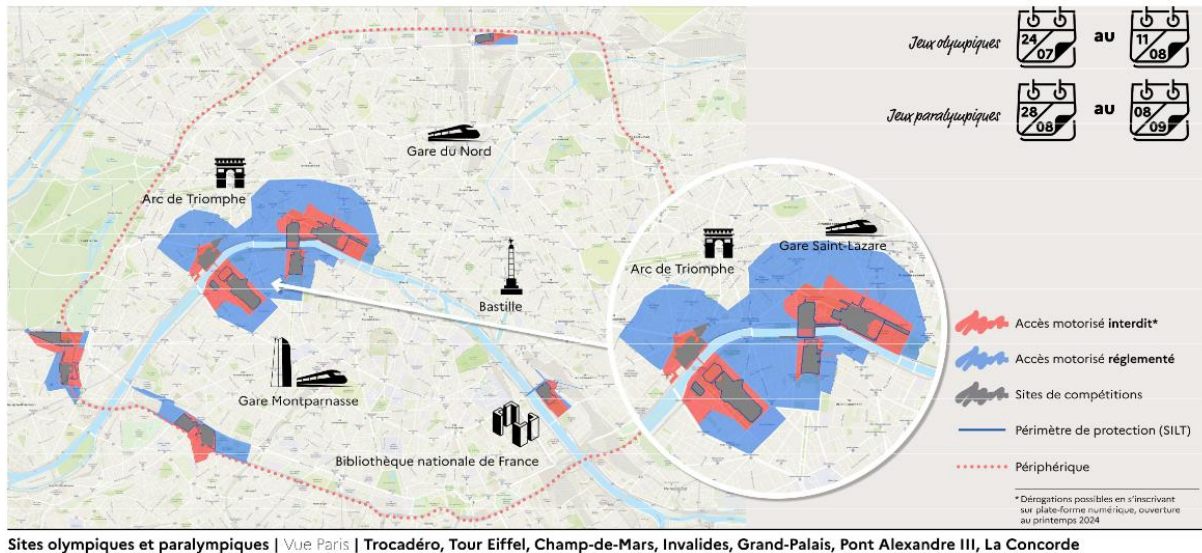 Jeux olympiques
24
07
au
11
08
Jeux paralympiques
28
08
au
08
09
Gare du Nord
Arc de Triomphe
Bastille
Gare Montparnasse
Bibliothèque nationale de France
Gare Saint-Lazare
Arc de Triomphe
Accès motorisé interdit*
Accès motorisé réglementé
Sites de compétitions
Périmètre de protection (SILT)
Périphérique
* Dérogations possibles en s'inscrivant
sur plate-forme numérique, ouverture
au printemps 2024
Sites olympiques et paralympiques | Vue Paris | Trocadéro, Tour Eiffel, Champ-de-Mars, Invalides, Grand-Palais, Pont Alexandre III, La Concorde